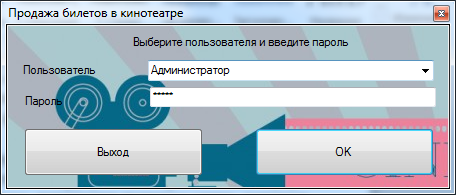 Продажа билетов в кинотеатре
Выберите пользователя и введите пароль
Пользователь Администратор
Пароль *****
Выход OK